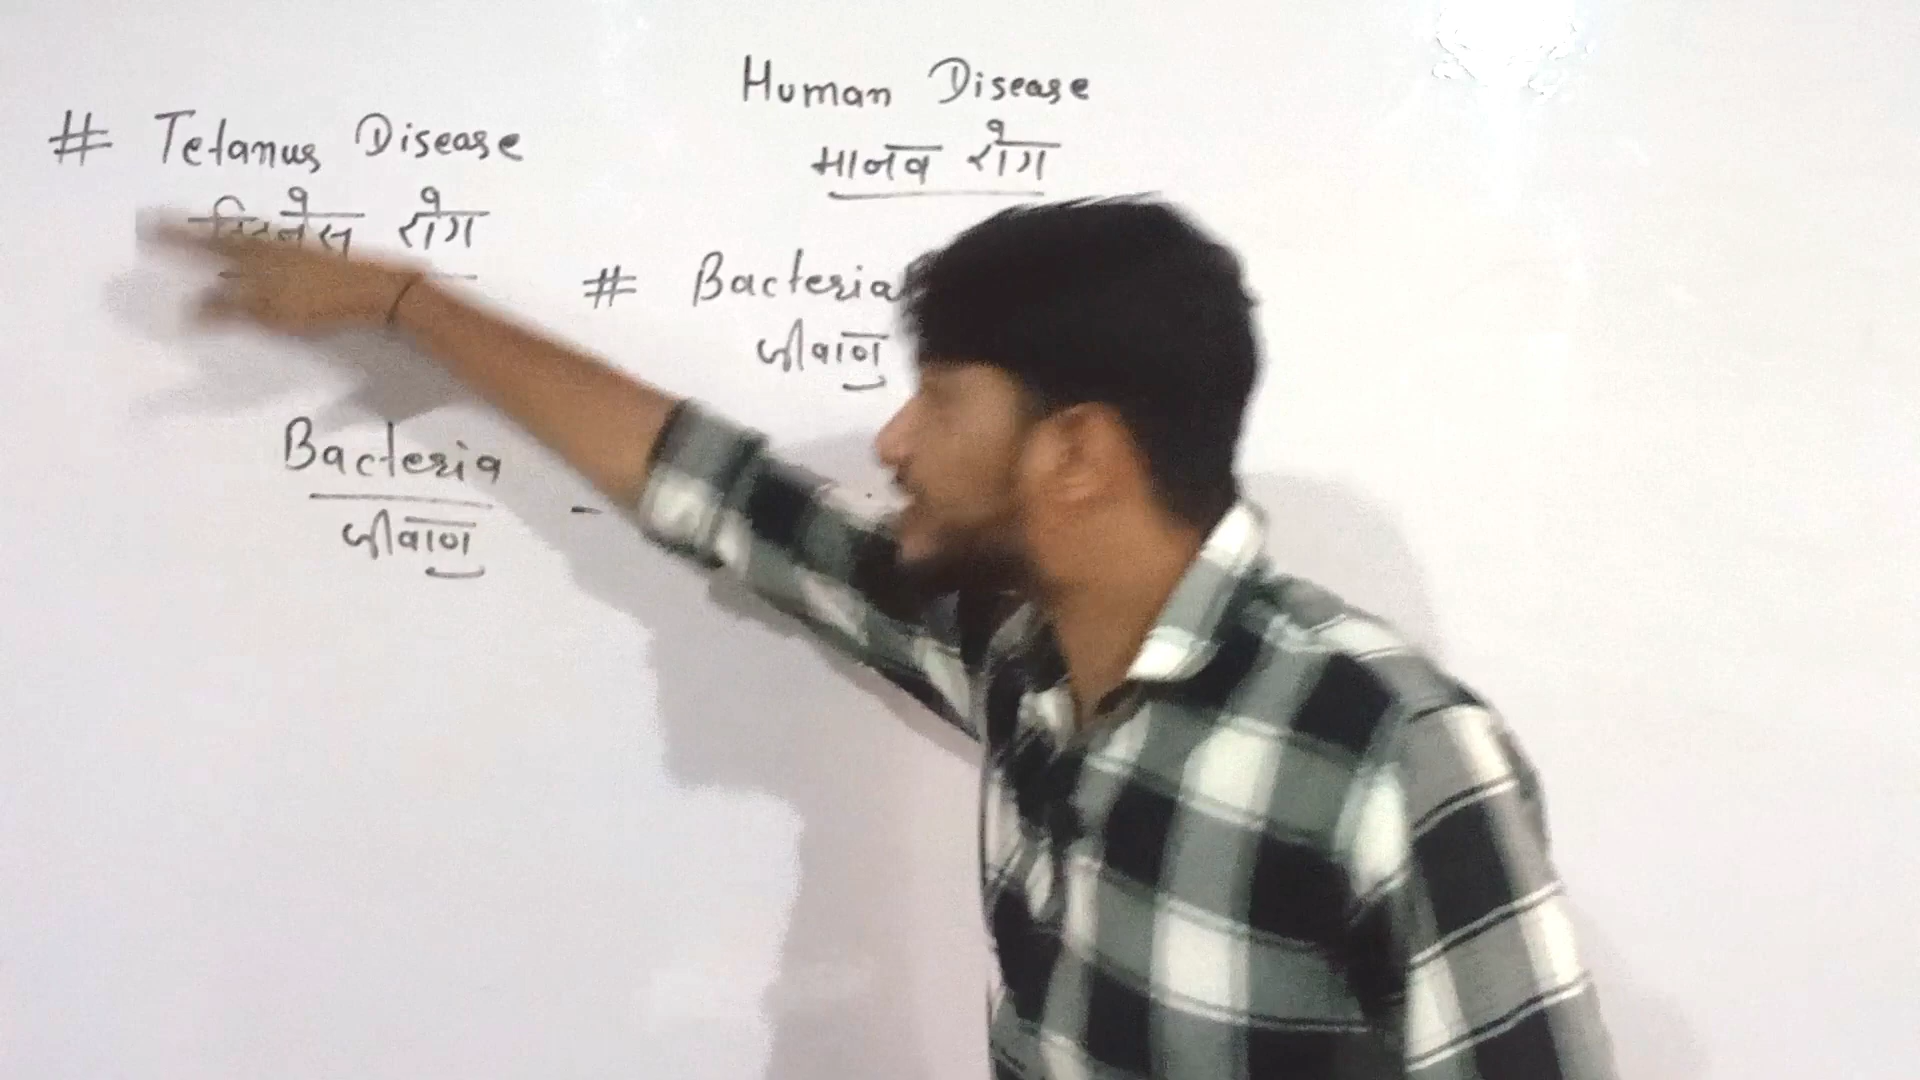 Human Disease
मानव रोग
# Tetanus Disease
रोग
# Bacteria
जीवाणु
Bacteria -
जीवाणु